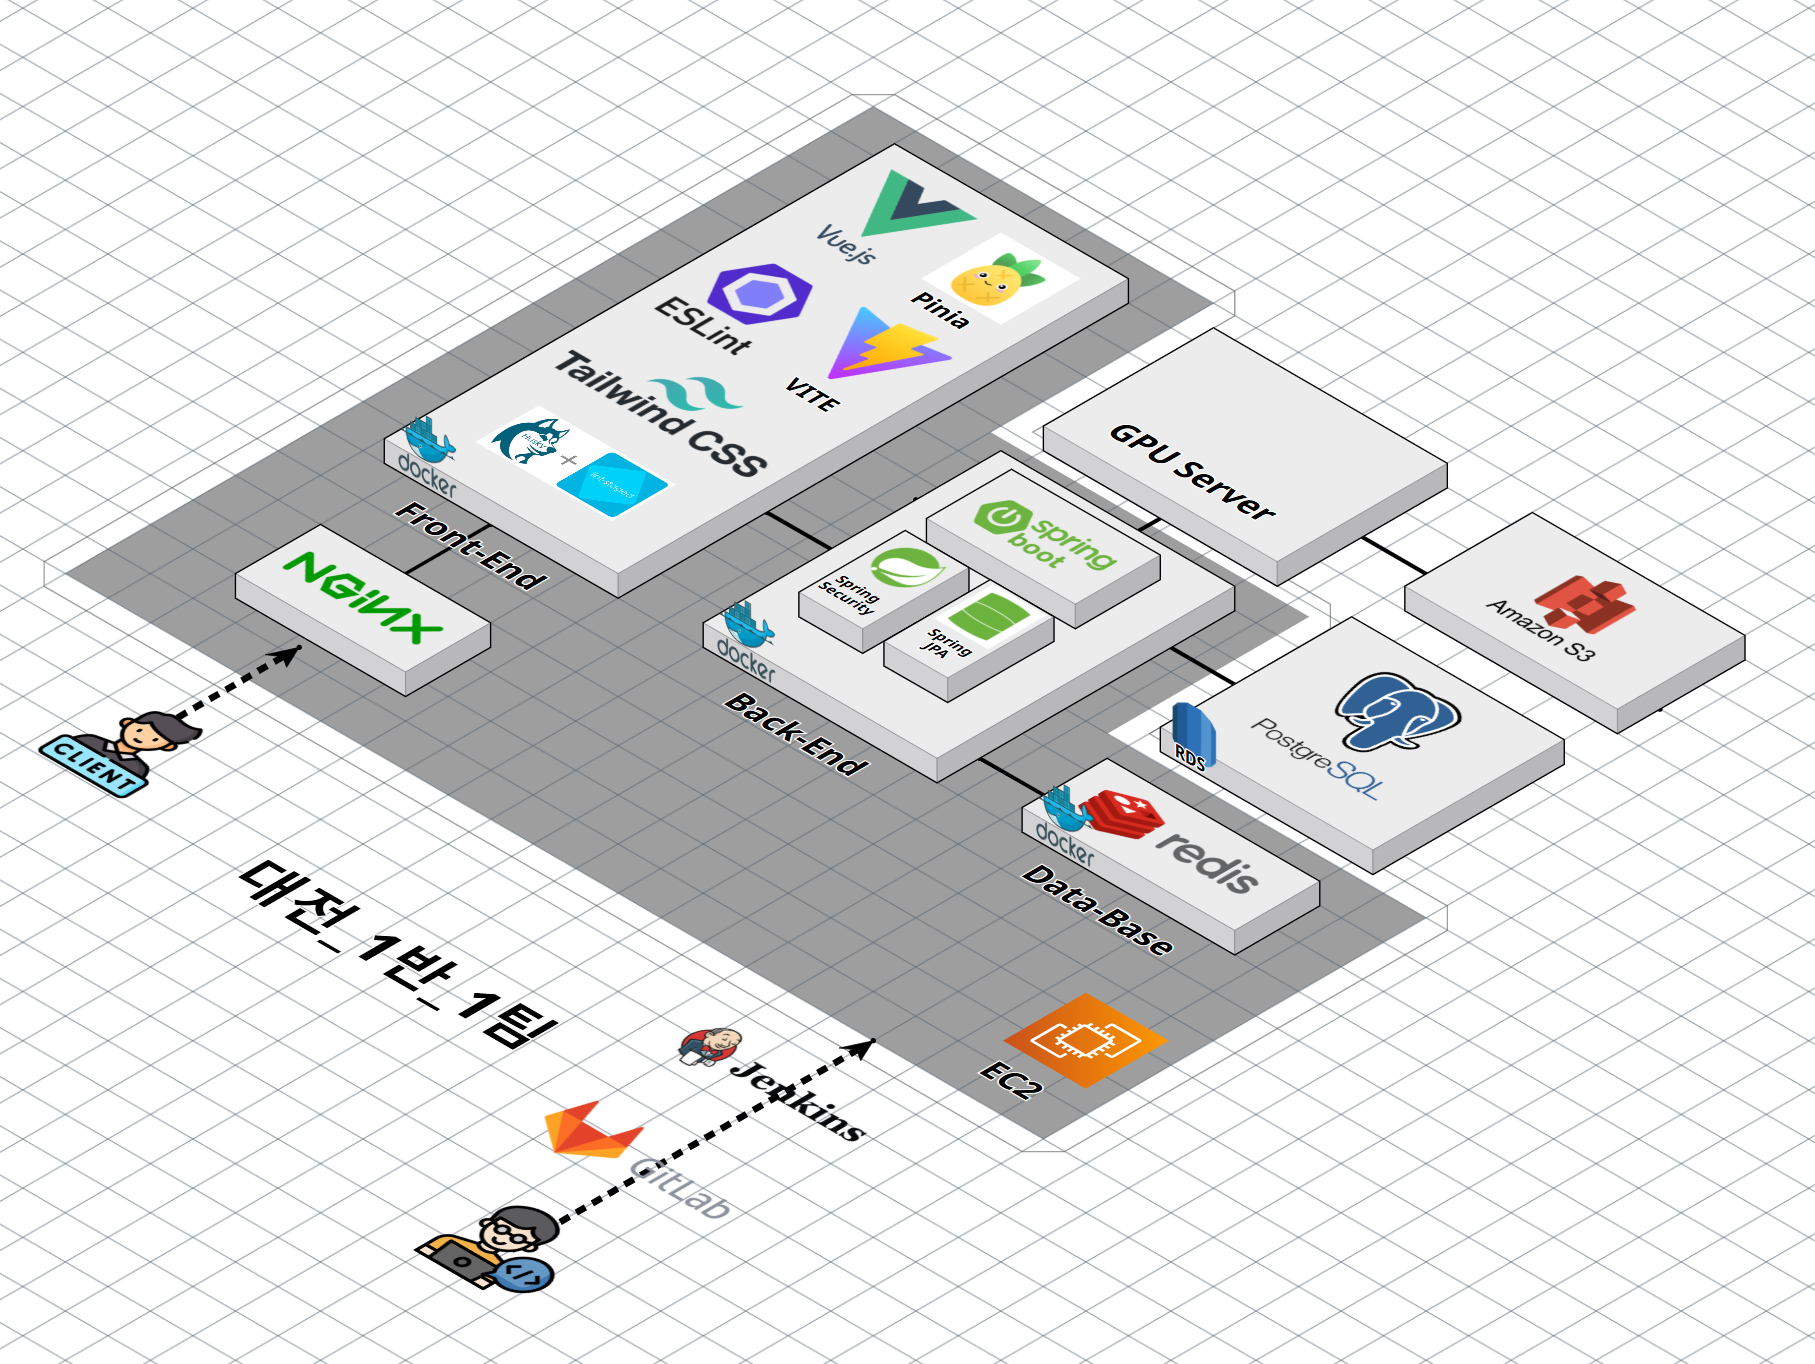 Vue.js
Pinia
ESLint
VITE
Tailwind CSS
Husky
+
lint-staged
docker
Front-End
NGiNX
CLIENT
GPU Server
spring
boot
Spring
Security
Spring
JPA
docker
Back-End
Amazon S3
PostgreSQL
RDS
docker
redis
Data-Base
EC2
대전_1반_1팀
Jenkins
GitLab
</>